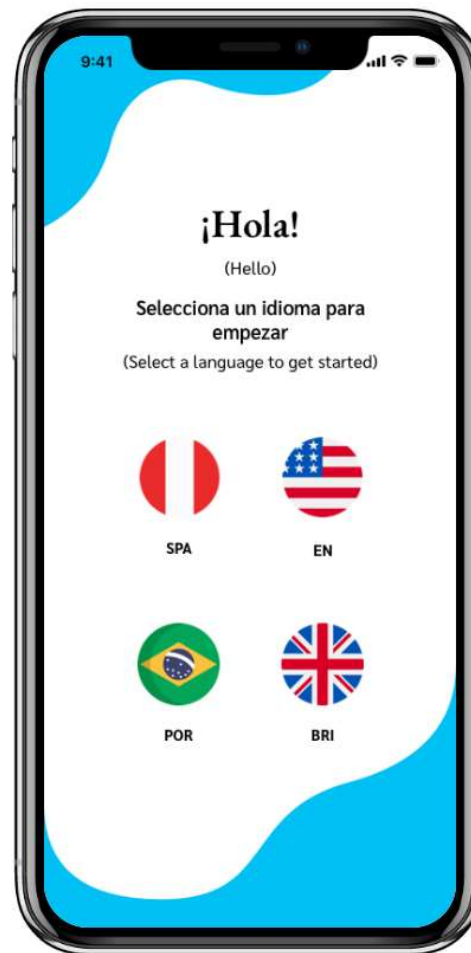 9:41
¡Hola!
(Hello)
Selecciona un idioma para
empezar
(Select a language to get started)
SPA EN
POR BRI